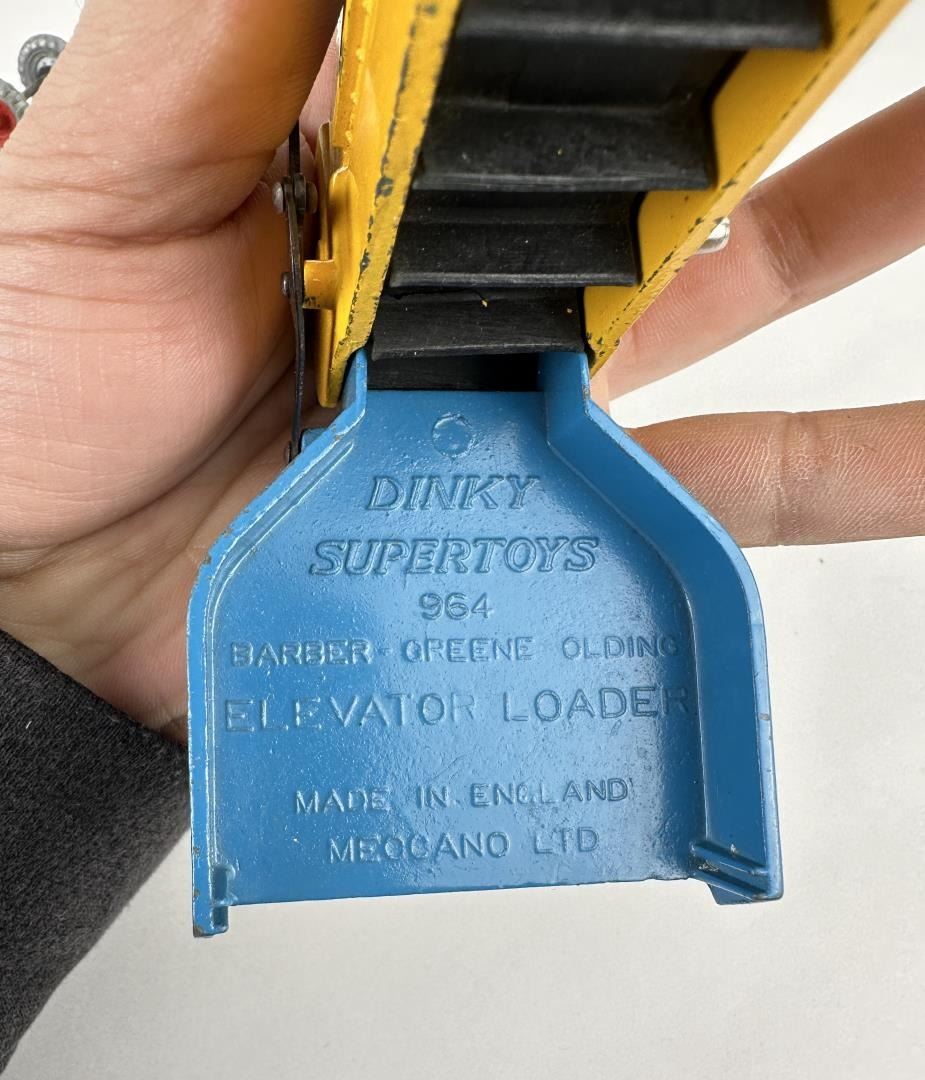 DINKY
SUPERTOYS
964
BARBER-GREENE OLDING
ELEVATOR LOADER
MADE IN ENGLAND
MECCANO LTD